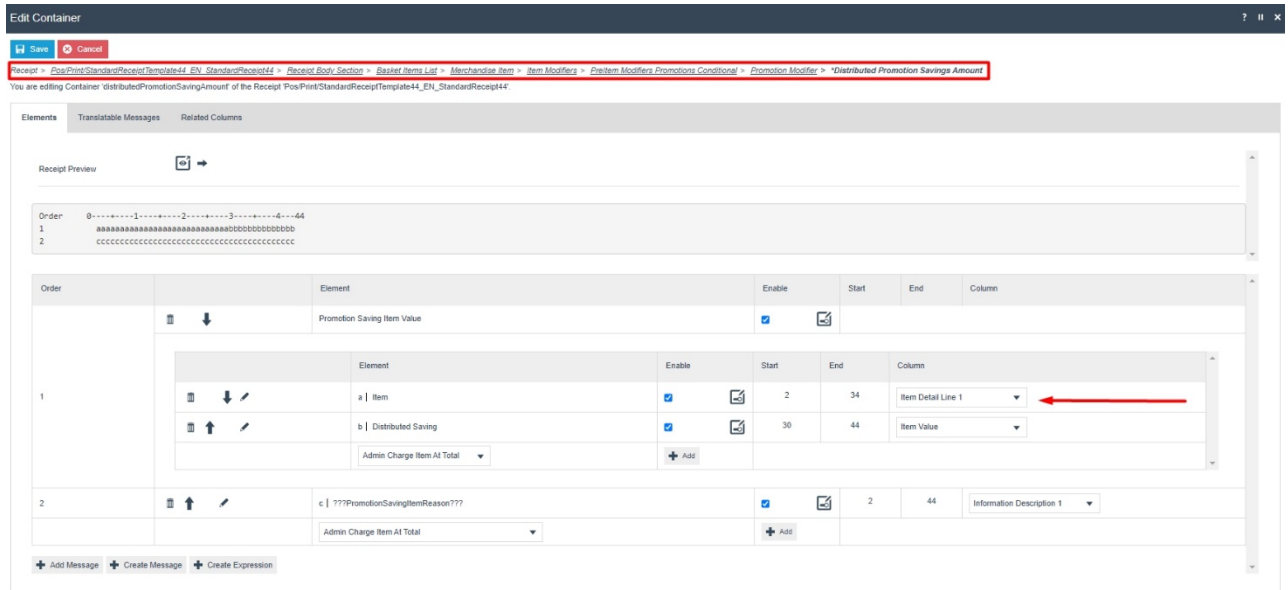 Edit Container
? II X
Save Cancel
Receipt > Pos/Print/StandardReceiptTemplate44_EN_StandardReceipt44 > Receipt Body Section > Basket Items List > Merchandise Item > Item Modifiers > PreItem Modifiers Promotions Conditional > Promotion Modifier > *Distributed Promotion Savings Amount
You are editing Container 'distributedPromotionSavingAmount' of the Receipt 'Pos/Print/StandardReceiptTemplate44_EN_StandardReceipt44'.
Elements Translatable Messages Related Columns
Receipt Preview
Order 0----+----1----+----2----+----3----+----4---44
1 aaaaaaaaaaaaaaaaaaaaaaaaaaaabbbbbbbbbbbbbb
2 cccccccccccccccccccccccccccccccccccccccccc
Order Element Enable Start End Column
Promotion Saving Item Value
Element Enable Start End Column
1 a | Item 2 34 Item Detail Line 1
b | Distributed Saving 30 44 Item Value
Admin Charge Item At Total Add
2 c | ???PromotionSavingItemReason??? 2 44 Information Description 1
Admin Charge Item At Total Add
Add Message Create Message Create Expression